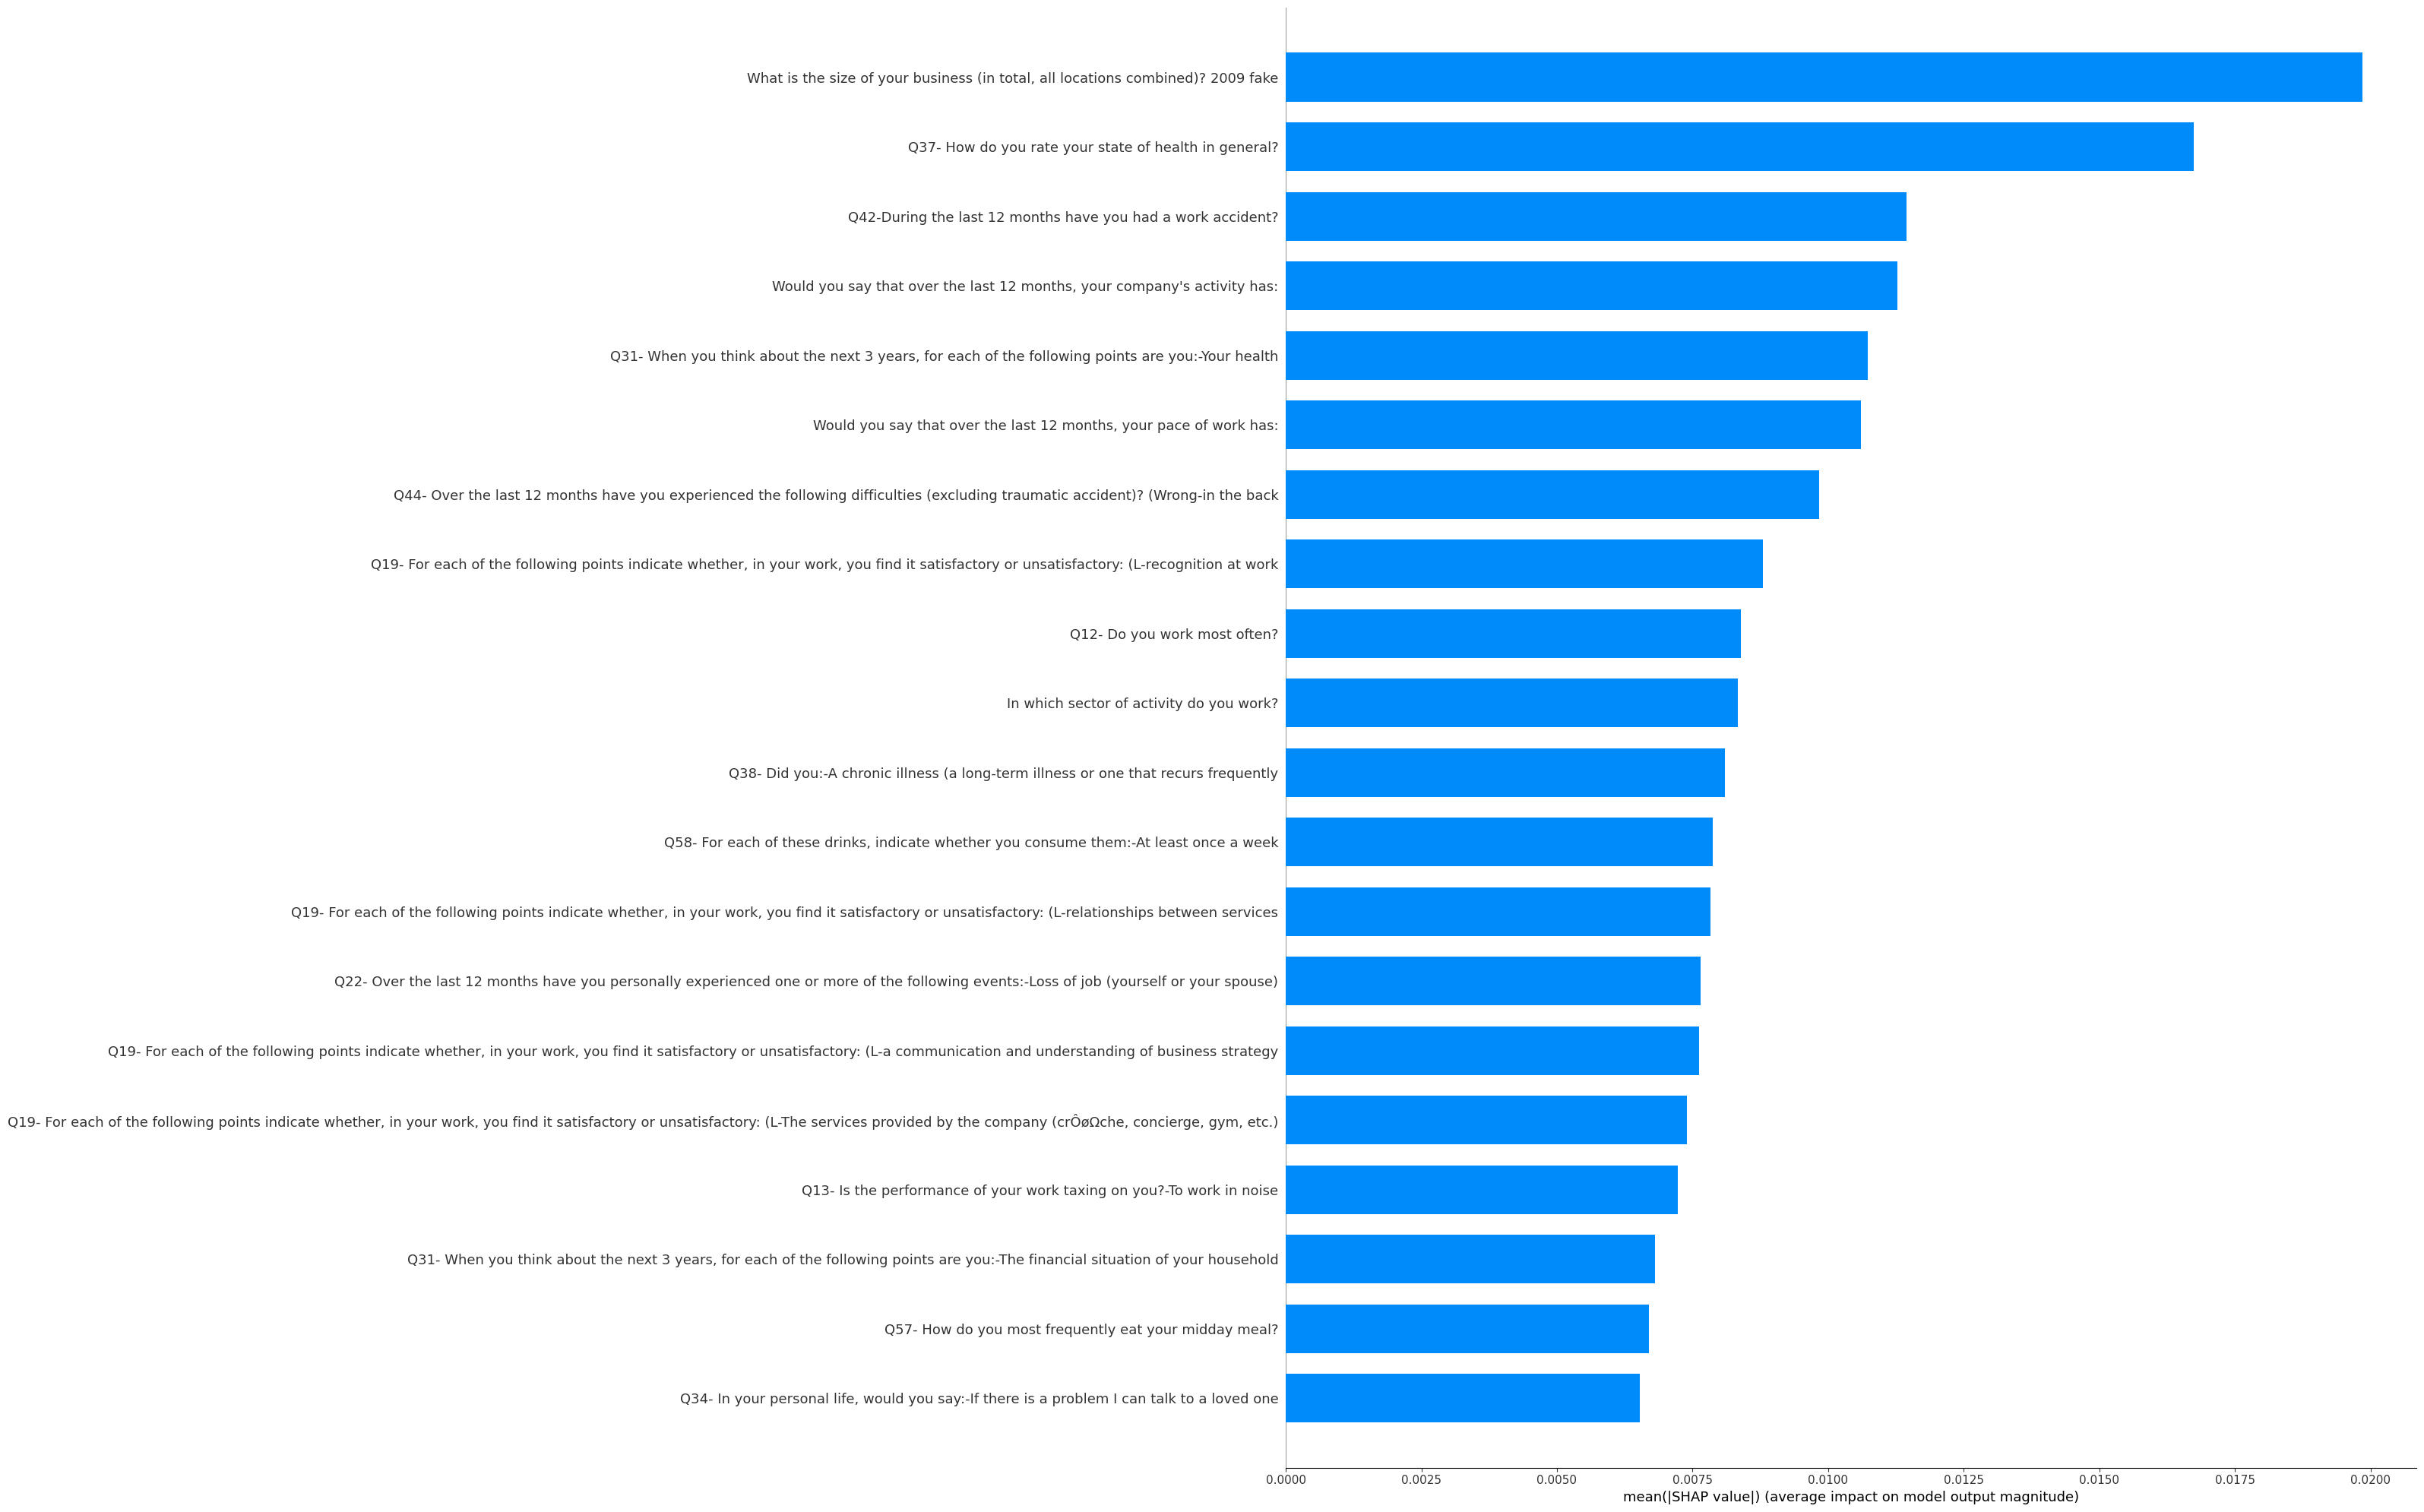 What is the size of your business (in total, all locations combined)? 2009 fake
Q37- How do you rate your state of health in general?
Q42-During the last 12 months have you had a work accident?
Would you say that over the last 12 months, your company's activity has:
Q31- When you think about the next 3 years, for each of the following points are you:-Your health
Would you say that over the last 12 months, your pace of work has:
Q44- Over the last 12 months have you experienced the following difficulties (excluding traumatic accident)? (Wrong-in the back
Q19- For each of the following points indicate whether, in your work, you find it satisfactory or unsatisfactory: (L-recognition at work
Q12- Do you work most often?
In which sector of activity do you work?
Q38- Did you:-A chronic illness (a long-term illness or one that recurs frequently
Q58- For each of these drinks, indicate whether you consume them:-At least once a week
Q19- For each of the following points indicate whether, in your work, you find it satisfactory or unsatisfactory: (L-relationships between services
Q22- Over the last 12 months have you personally experienced one or more of the following events:-Loss of job (yourself or your spouse)
Q19- For each of the following points indicate whether, in your work, you find it satisfactory or unsatisfactory: (L-a communication and understanding of business strategy
Q19- For each of the following points indicate whether, in your work, you find it satisfactory or unsatisfactory: (L-The services provided by the company (crÔøΩche, concierge, gym, etc.)
Q13- Is the performance of your work taxing on you?-To work in noise
Q31- When you think about the next 3 years, for each of the following points are you:-The financial situation of your household
Q57- How do you most frequently eat your midday meal?
Q34- In your personal life, would you say:-If there is a problem I can talk to a loved one
0.0000 0.0025 0.0050 0.0075 0.0100 0.0125 0.0150 0.0175 0.0200
mean(|SHAP value|) (average impact on model output magnitude)